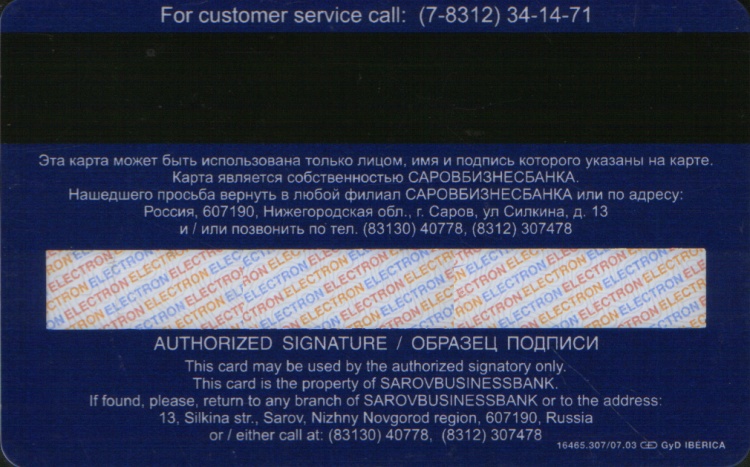 For customer service call: (7-8312) 34-14-71
Эта карта может быть использована только лицом, имя и подпись которого указаны на карте.
Карта является собственностью САРОВБИЗНЕСБАНКА.
Нашедшего просьба вернуть в любой филиал САРОВБИЗНЕСБАНКА или по адресу:
Россия, 607190, Нижегородская обл., г. Саров, ул Силкина, д. 13
и / или позвонить по тел. (83130) 40778, (8312) 307478
ELECTRON ELECTRON ELECTRON ELECTRON ELECTRON ELECTRON
AUTHORIZED SIGNATURE / ОБРАЗЕЦ ПОДПИСИ
This card may be used by the authorized signatory only.
This card is the property of SAROVBUSINESSBANK.
If found, please, return to any branch of SAROVBUSINESSBANK or to the address:
13, Silkina str., Sarov, Nizhny Novgorod region, 607190, Russia
or / either call at: (83130) 40778, (8312) 307478
16465.307/07.03 GyD IBÉRICA